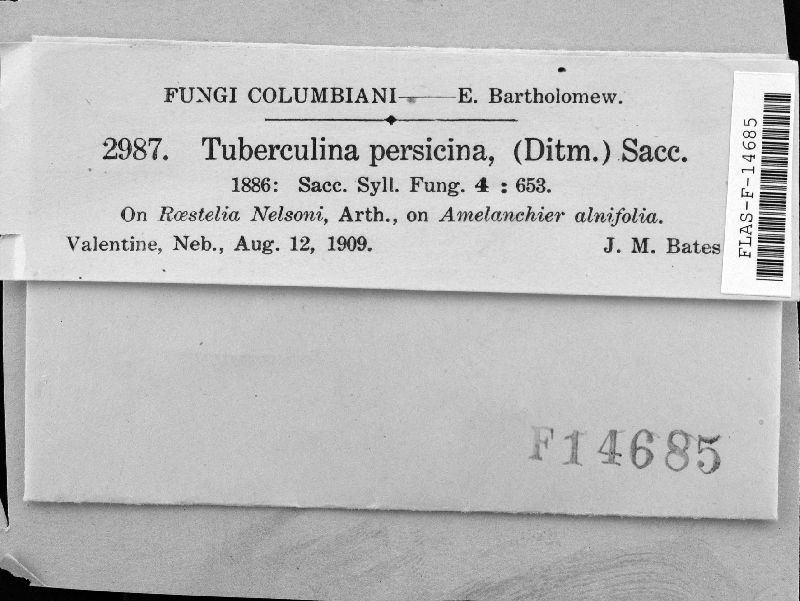 FUNGI COLUMBIANI — E. Bartholomew.
2987. Tuberculina persicina, (Ditm.) Sacc.
1886: Sacc. Syll. Fung. 4 : 653.
On Rœstelia Nelsoni, Arth., on Amelanchier alnifolia.
Valentine, Neb., Aug. 12, 1909. J. M. Bates
FLAS-F-14685
F14685